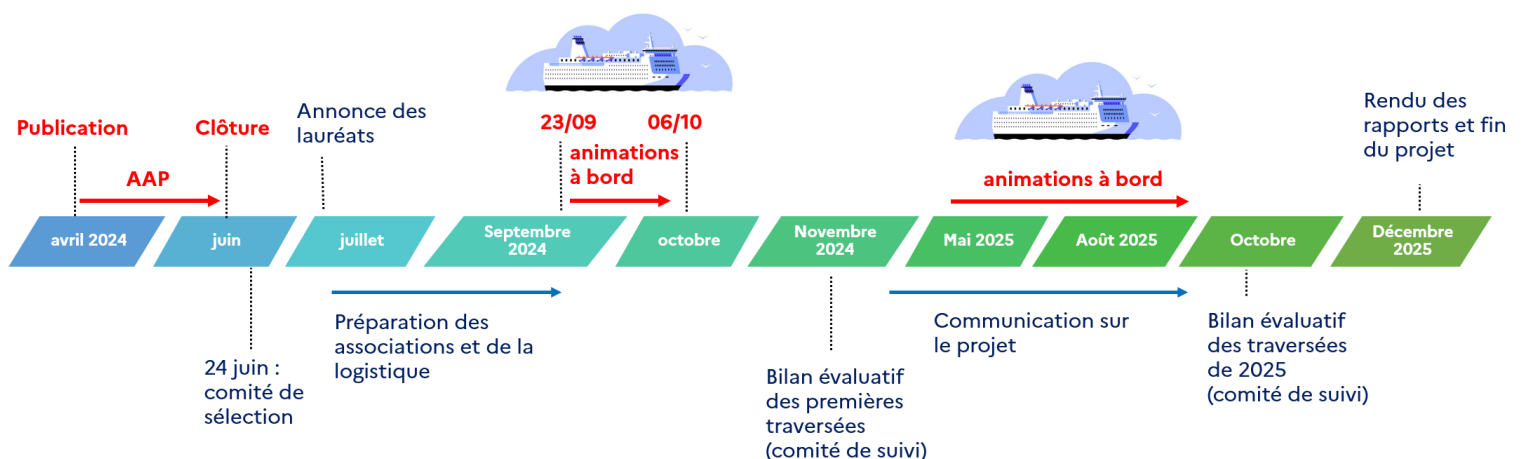 Publication
Clôture
AAP
Annonce des
lauréats
23/09
06/10
animations
à bord
animations à bord
Rendu des
rapports et fin
du projet
avril 2024
juin
juillet
Septembre
2024
octobre
Novembre
2024
Mai 2025
Août 2025
Octobre
Décembre
2025
24 juin :
comité de
sélection
Préparation des
associations et de la
logistique
Bilan évaluatif
des premières
traversées
(comité de suivi)
Communication sur
le projet
Bilan évaluatif
des traversées
de 2025
(comité de suivi)